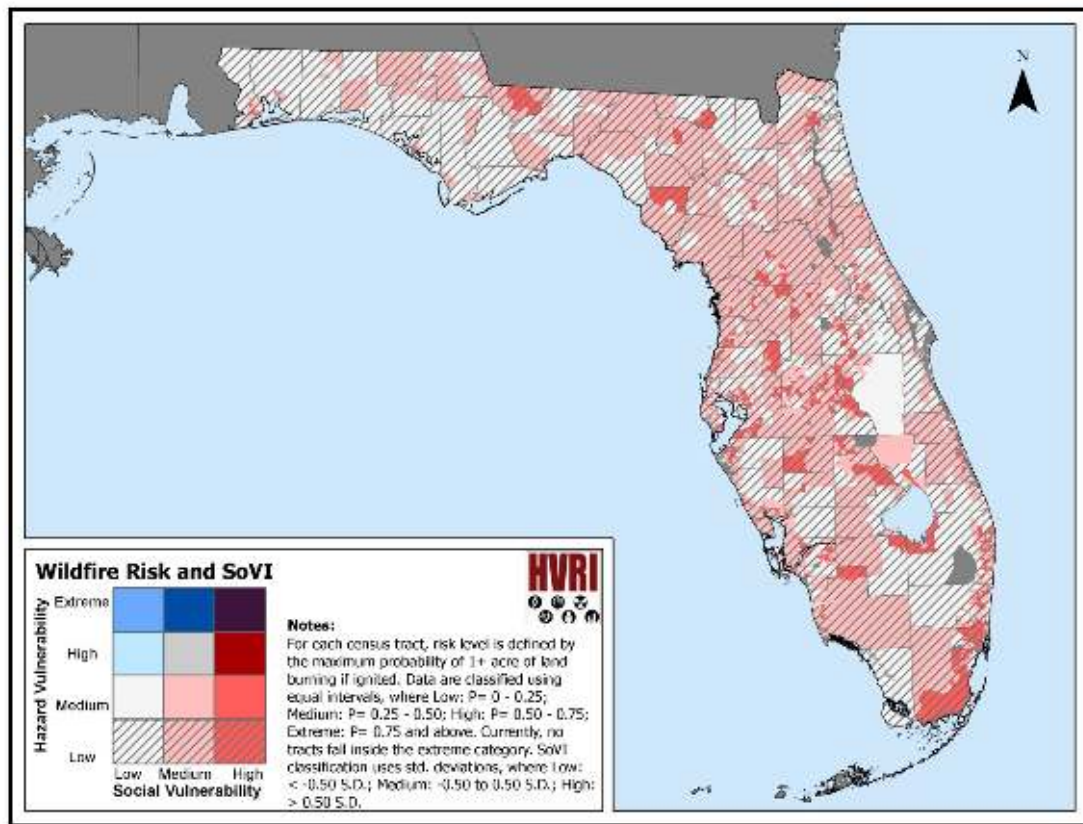 N
Wildfire Risk and SoVI
HVRI
Hazard Vulnerability
Extreme
High
Medium
Low
Low Medium High
Social Vulnerability
Notes:
For each census tract, risk level is defined by
the maximum probability of 1+ acre of land
burning if ignited. Data are classified using
equal intervals, where Low: P= 0 - 0.25;
Medium: P= 0.25 - 0.50; High: P= 0.50 - 0.75;
Extreme: P= 0.75 and above. Currently, no
tracts fall inside the extreme category. SoVI
classification uses std. deviations, where Low:
< -0.50 S.D.; Medium: -0.50 to 0.50 S.D.; High:
> 0.50 S.D.